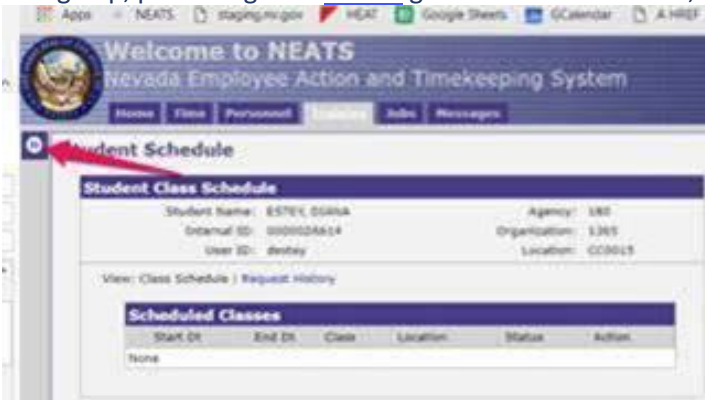 Apps NEATS staging.nv.gov HEAT Google Sheets GCalendar A HREF
Welcome to NEATS
Nevada Employee Action and Timekeeping System
Home Time Personnel Training Jobs Messages
Student Schedule
Student Class Schedule
Student Name: ESTEY, DIANA Agency: 180
Internal ID: Organization: 1365
User ID: destey Location: CC0015
View: Class Schedule | Request History
Scheduled Classes
Start Dt End Dt Class Location Status Action
None